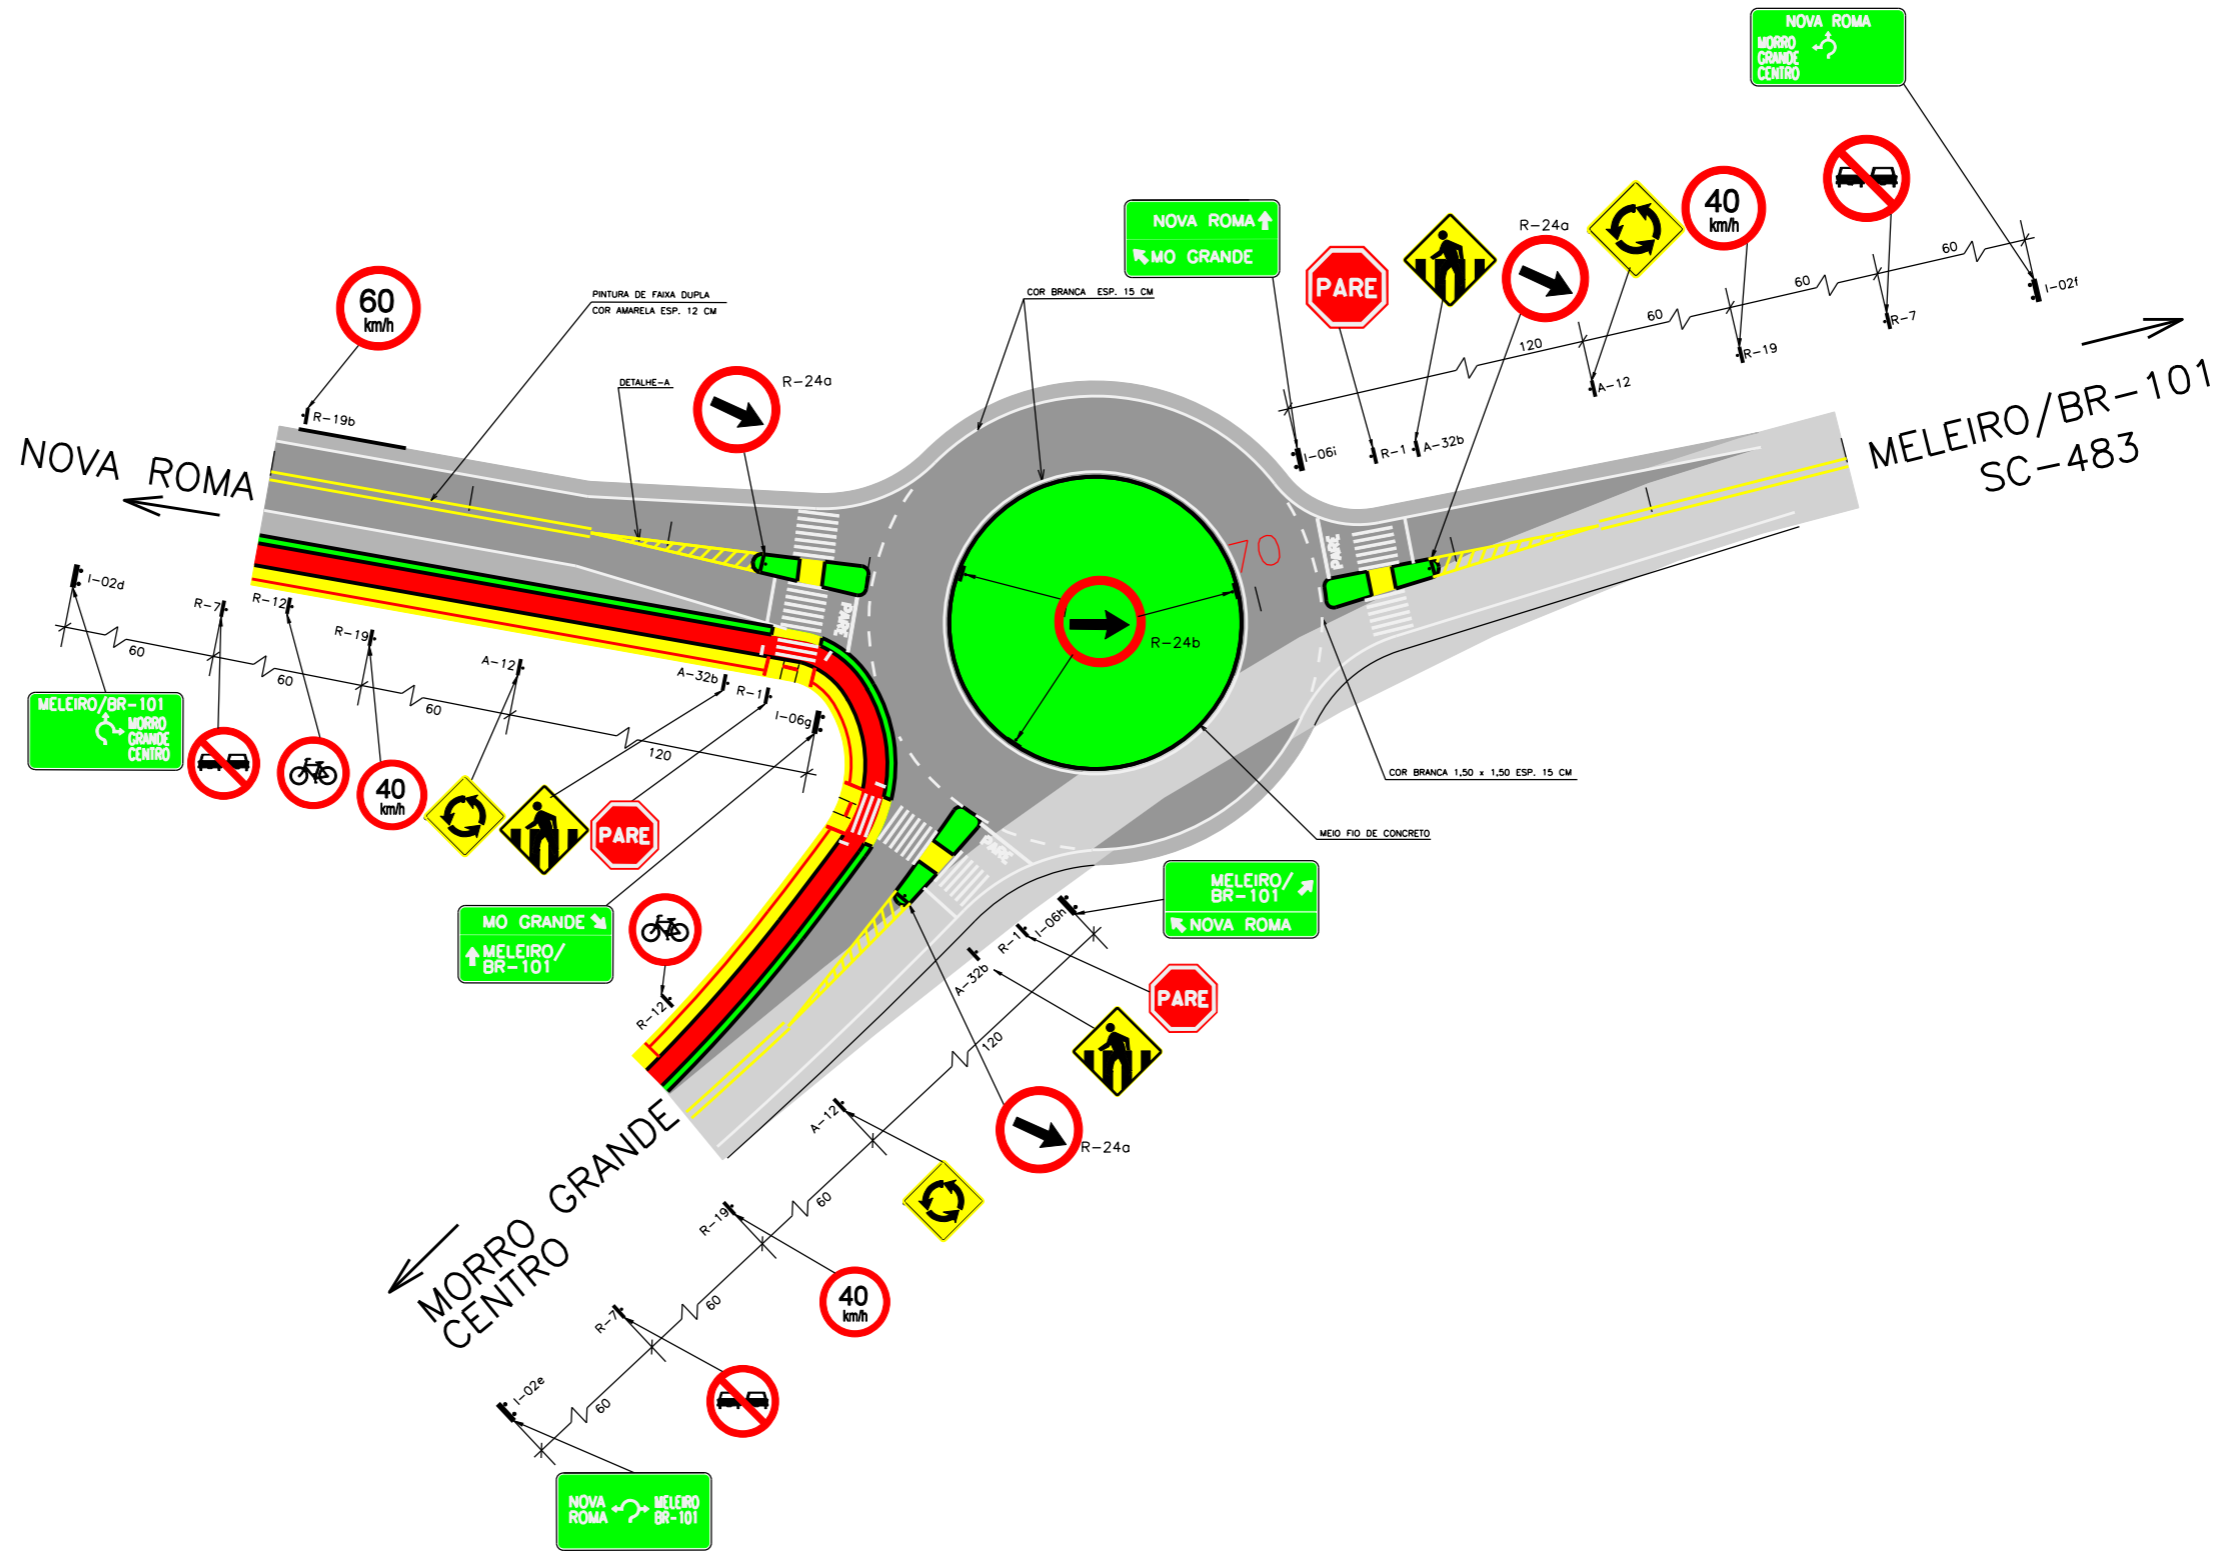 NOVA ROMA
MORRO
GRANDE
CENTRO
I-02f
60
R-7
60
40
km/h
R-19
60
A-12
120
R-24a
PARE
R-1
A-32b
NOVA ROMA
MO GRANDE
I-06i
MELEIRO/BR-101
SC-483
COR BRANCA ESP. 15 CM
PINTURA DE FAIXA DUPLA
COR AMARELA ESP. 12 CM
DETALHE-A
60
km/h
R-19b
R-24a
NOVA ROMA
PARE
PARE
70
R-24b
I-02d
R-7
R-12
R-19
A-12
A-32b
R-1
I-06g
60
60
60
120
MELEIRO/BR-101
MORRO
GRANDE
CENTRO
40
km/h
PARE
COR BRANCA 1,50 x 1,50 ESP. 15 CM
MEIO FIO DE CONCRETO
PARE
MO GRANDE
MELEIRO/
BR-101
R-12
MELEIRO/
BR-101
NOVA ROMA
I-06h
R-1
A-32b
PARE
120
A-12
R-24a
60
R-19
40
km/h
60
R-7
60
I-02e
MORRO GRANDE
CENTRO
NOVA
ROMA
MELEIRO
BR-101